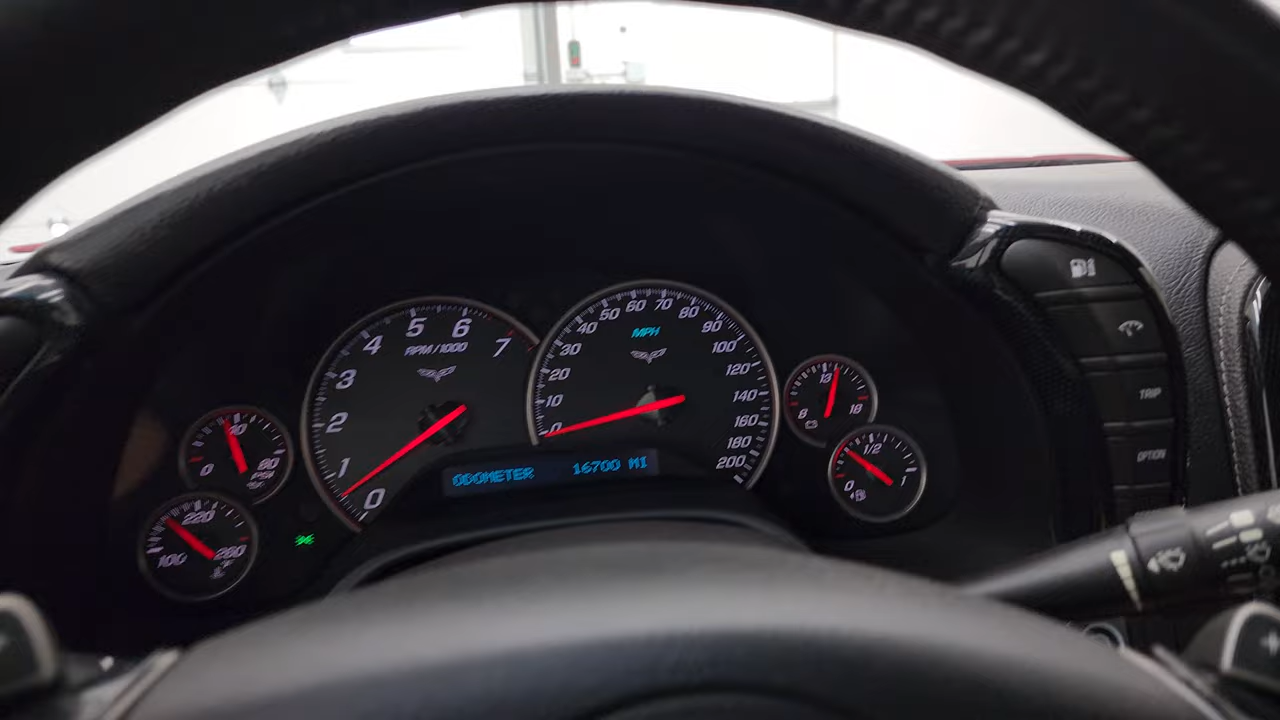 0 40 80
PSI
100 220 260
0 1 2 3 4 5 6 7
RPM/1000
0 10 20 30 40 50 60 70 80 90 100 120 140 160 180 200
MPH
ODOMETER 16700 MI
8 13 18
0 1/2 1
TRIP
OPTION